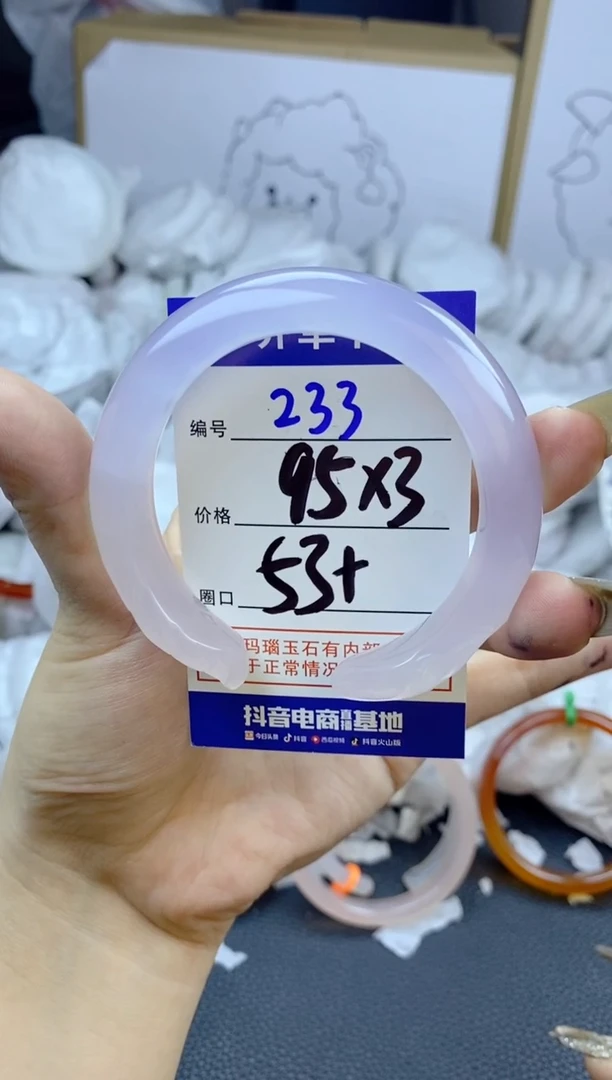 编号 233
价格 95x3
圈口 53+
玛瑙玉石有内部
于正常情况
抖音电商直播基地
今日头条 抖音 西瓜视频 抖音火山版